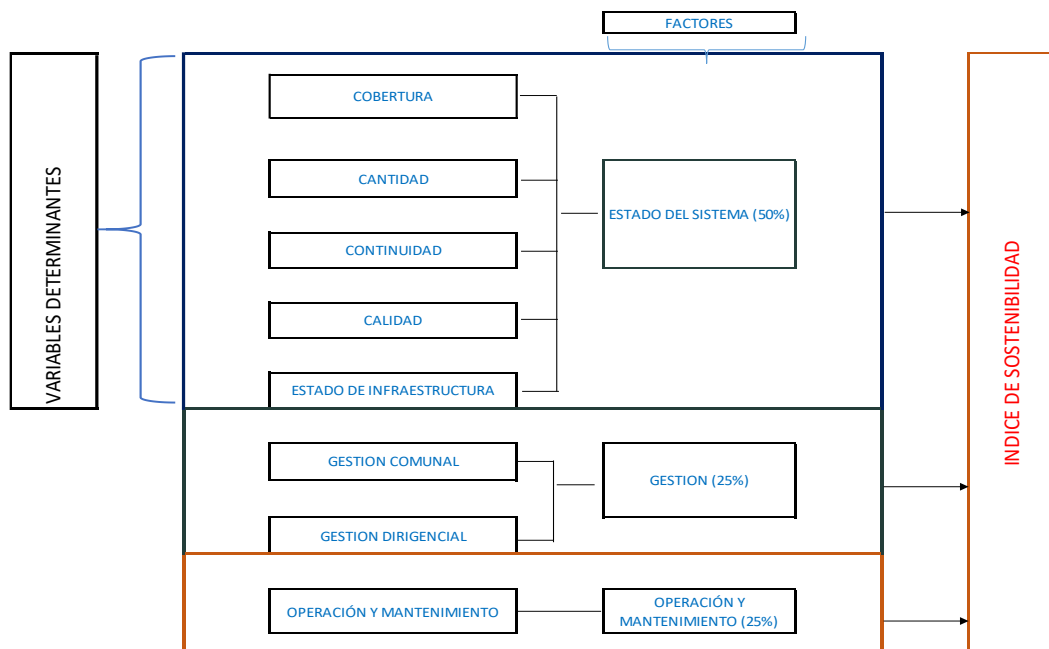 FACTORES
VARIABLES DETERMINANTES
COBERTURA
CANTIDAD
CONTINUIDAD
CALIDAD
ESTADO DE INFRAESTRUCTURA
ESTADO DEL SISTEMA (50%)
GESTION COMUNAL
GESTION DIRIGENCIAL
GESTION (25%)
OPERACIÓN Y MANTENIMIENTO
OPERACIÓN Y
MANTENIMIENTO (25%)
INDICE DE SOSTENIBILIDAD